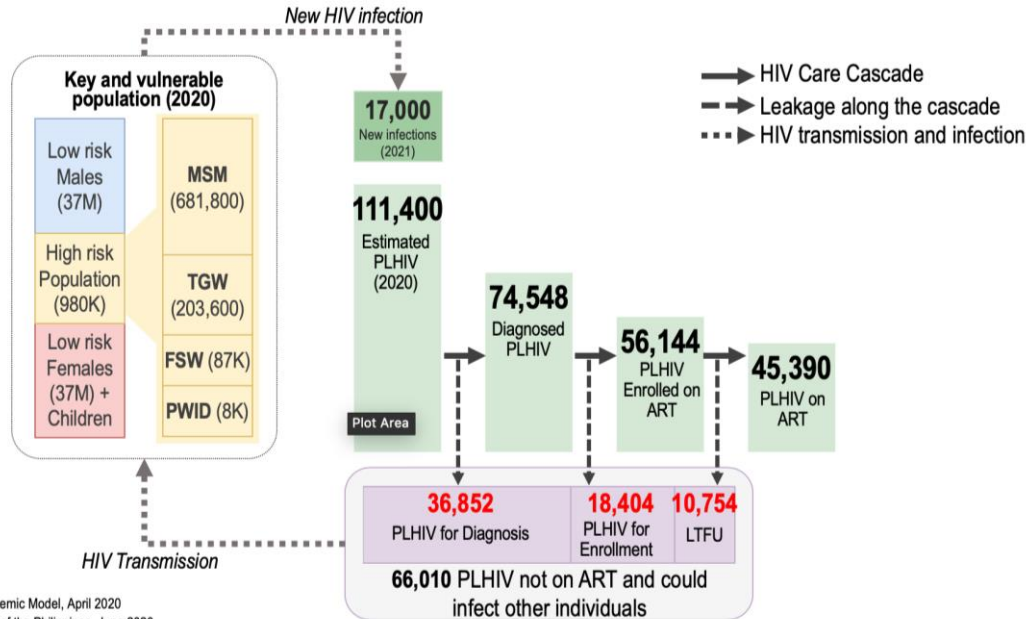 New HIV infection
Key and vulnerable
population (2020)
Low risk
Males
(37M)
High risk
Population
(980K)
Low risk
Females
(37M) +
Children
MSM
(681,800)
TGW
(203,600)
FSW (87K)
PWID (8K)
17,000
New infections
(2021)
111,400
Estimated
PLHIV
(2020)
Plot Area
74,548
Diagnosed
PLHIV
56,144
PLHIV
Enrolled on
ART
45,390
PLHIV on
ART
HIV Care Cascade
Leakage along the cascade
HIV transmission and infection
36,852
PLHIV for Diagnosis
18,404
PLHIV for
Enrollment
10,754
LTFU
66,010 PLHIV not on ART and could
infect other individuals
HIV Transmission
Model, April 2020